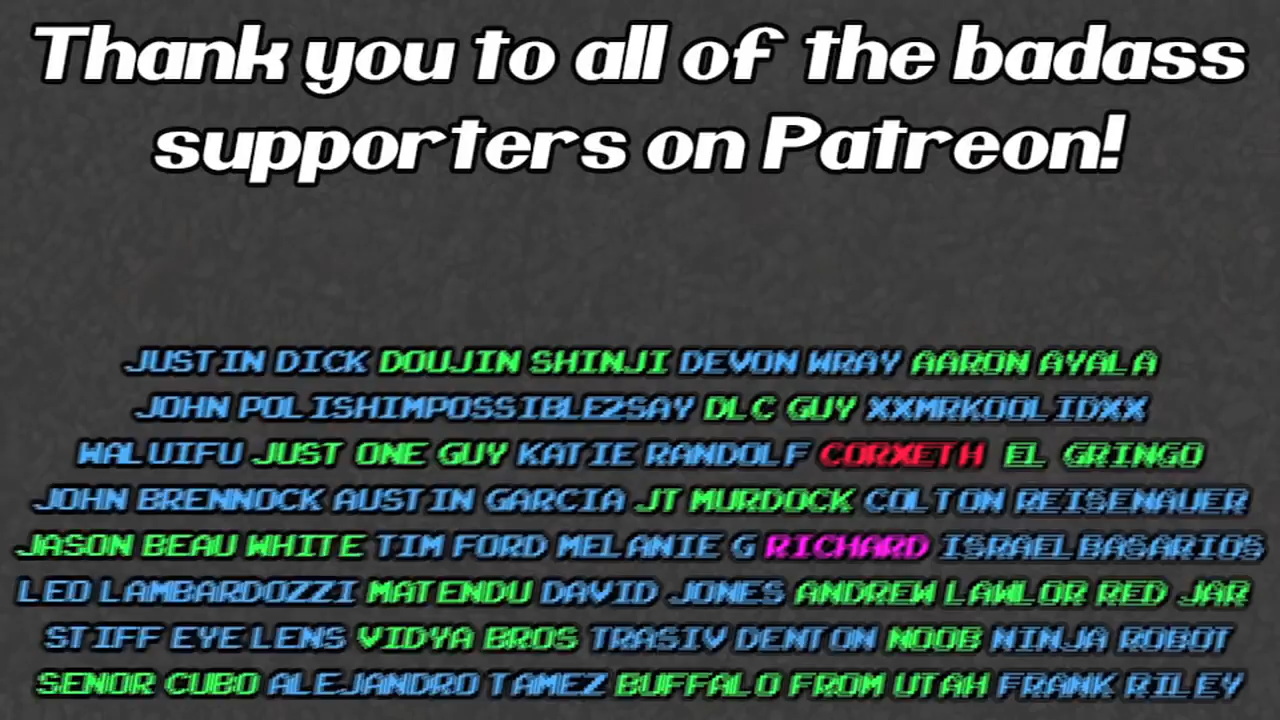 Thank you to all of the badass
supporters on Patreon!
JUSTIN DICK DOUJIN SHINJI DEVON WRAY AARON AYALA
JOHN POLISHIMPOSSIBLE2SAY DLC GUY XXMRKOOLIDXX
WALUIFU JUST ONE GUY KATIE RANDOLF CORXETH EL GRINGO
JOHN BRENNOCK AUSTIN GARCIA JT MURDOCK COLTON REISENAUER
JASON BEAU WHITE TIM FORD MELANIE G RICHARD ISRAELBASARIOS
LEO LAMBARDOZZI MATENDU DAVID JONES ANDREW LAWLOR RED JAR
STIFF EYE LENS VIDYA BROS TRASIV DENTON NOOB NINJA ROBOT
SENOR CUBO ALEJANDRO TAMEZ BUFFALO FROM UTAH FRANK RILEY